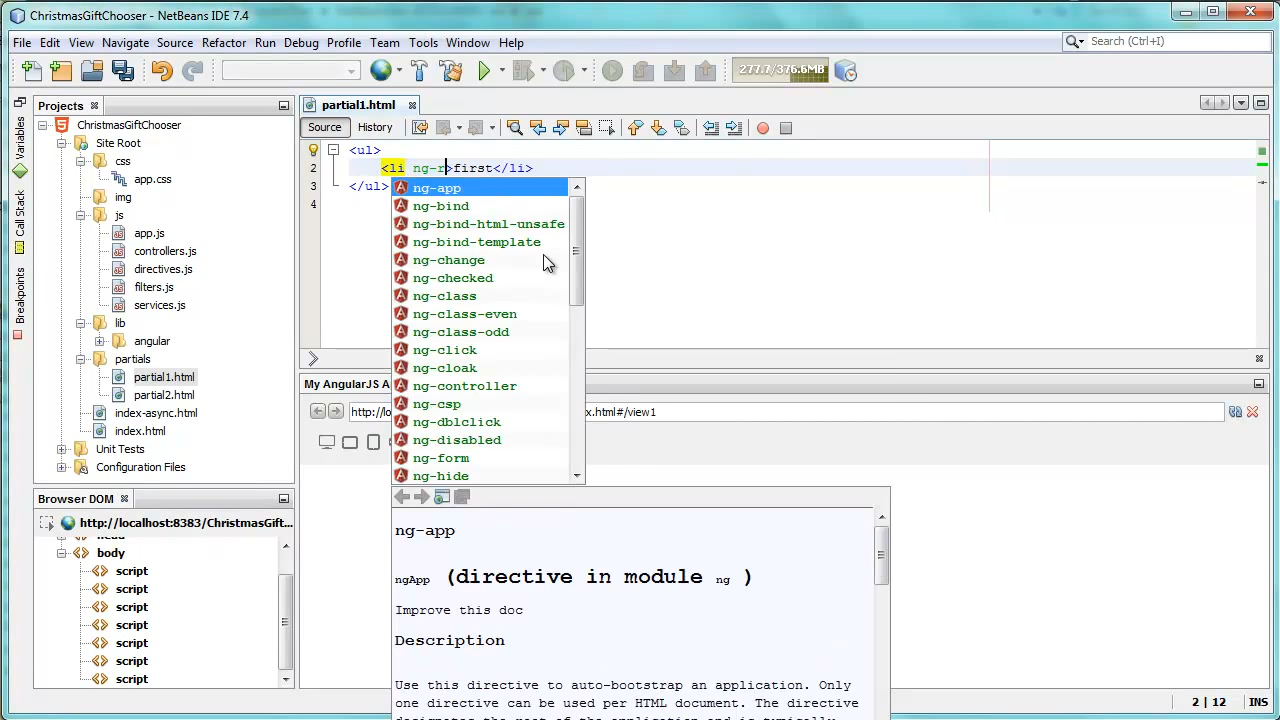 ChristmasGiftChooser - NetBeans IDE 7.4
File Edit View Navigate Source Refactor Run Debug Profile Team Tools Window Help
Search (Ctrl+I)
277.7/376.6MB
Variables
Call Stack
Breakpoints
Projects
ChristmasGiftChooser
Site Root
css
app.css
img
js
app.js
controllers.js
directives.js
filters.js
services.js
lib
angular
partials
partial1.html
partial2.html
index-async.html
index.html
Unit Tests
Configuration Files
Browser DOM
http://localhost:8383/ChristmasGift...
body
script
script
script
script
script
script
script
partial1.html
Source History
1 <ul>
2 <li ng-r>first</li>
3 </ul>
4
ng-app
ng-bind
ng-bind-html-unsafe
ng-bind-template
ng-change
ng-checked
ng-class
ng-class-even
ng-class-odd
ng-click
ng-cloak
ng-controller
ng-csp
ng-dblclick
ng-disabled
ng-form
ng-hide
My AngularJS A
http://lo x.html#/view1
ng-app
ngApp (directive in module ng )
Improve this doc
Description
Use this directive to auto-bootstrap an application. Only
one directive can be used per HTML document. The directive
2 | 12 INS